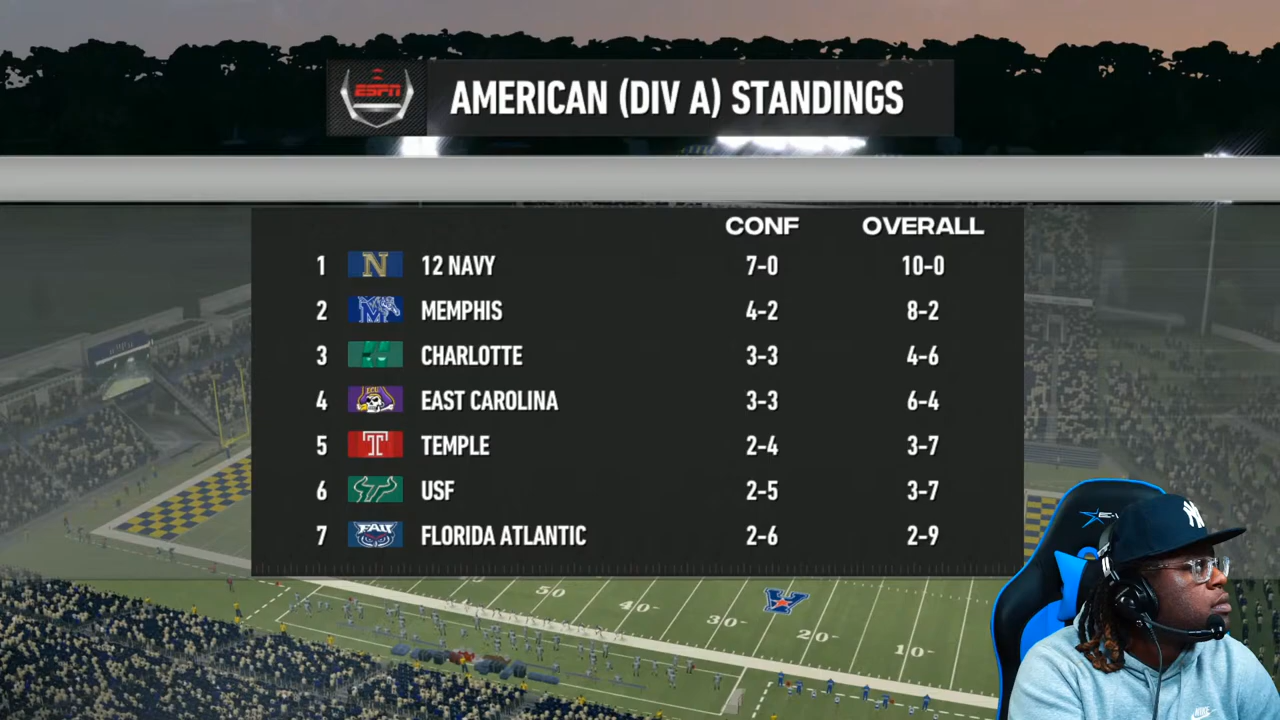 ESPN
AMERICAN (DIV A) STANDINGS
CONF OVERALL
1 N 12 NAVY 7-0 10-0
2 M MEMPHIS 4-2 8-2
3 CHARLOTTE 3-3 4-6
4 ECU EAST CAROLINA 3-3 6-4
5 T TEMPLE 2-4 3-7
6 USF 2-5 3-7
7 FAU FLORIDA ATLANTIC 2-6 2-9
50 40 30 20 10
NY
NIKE